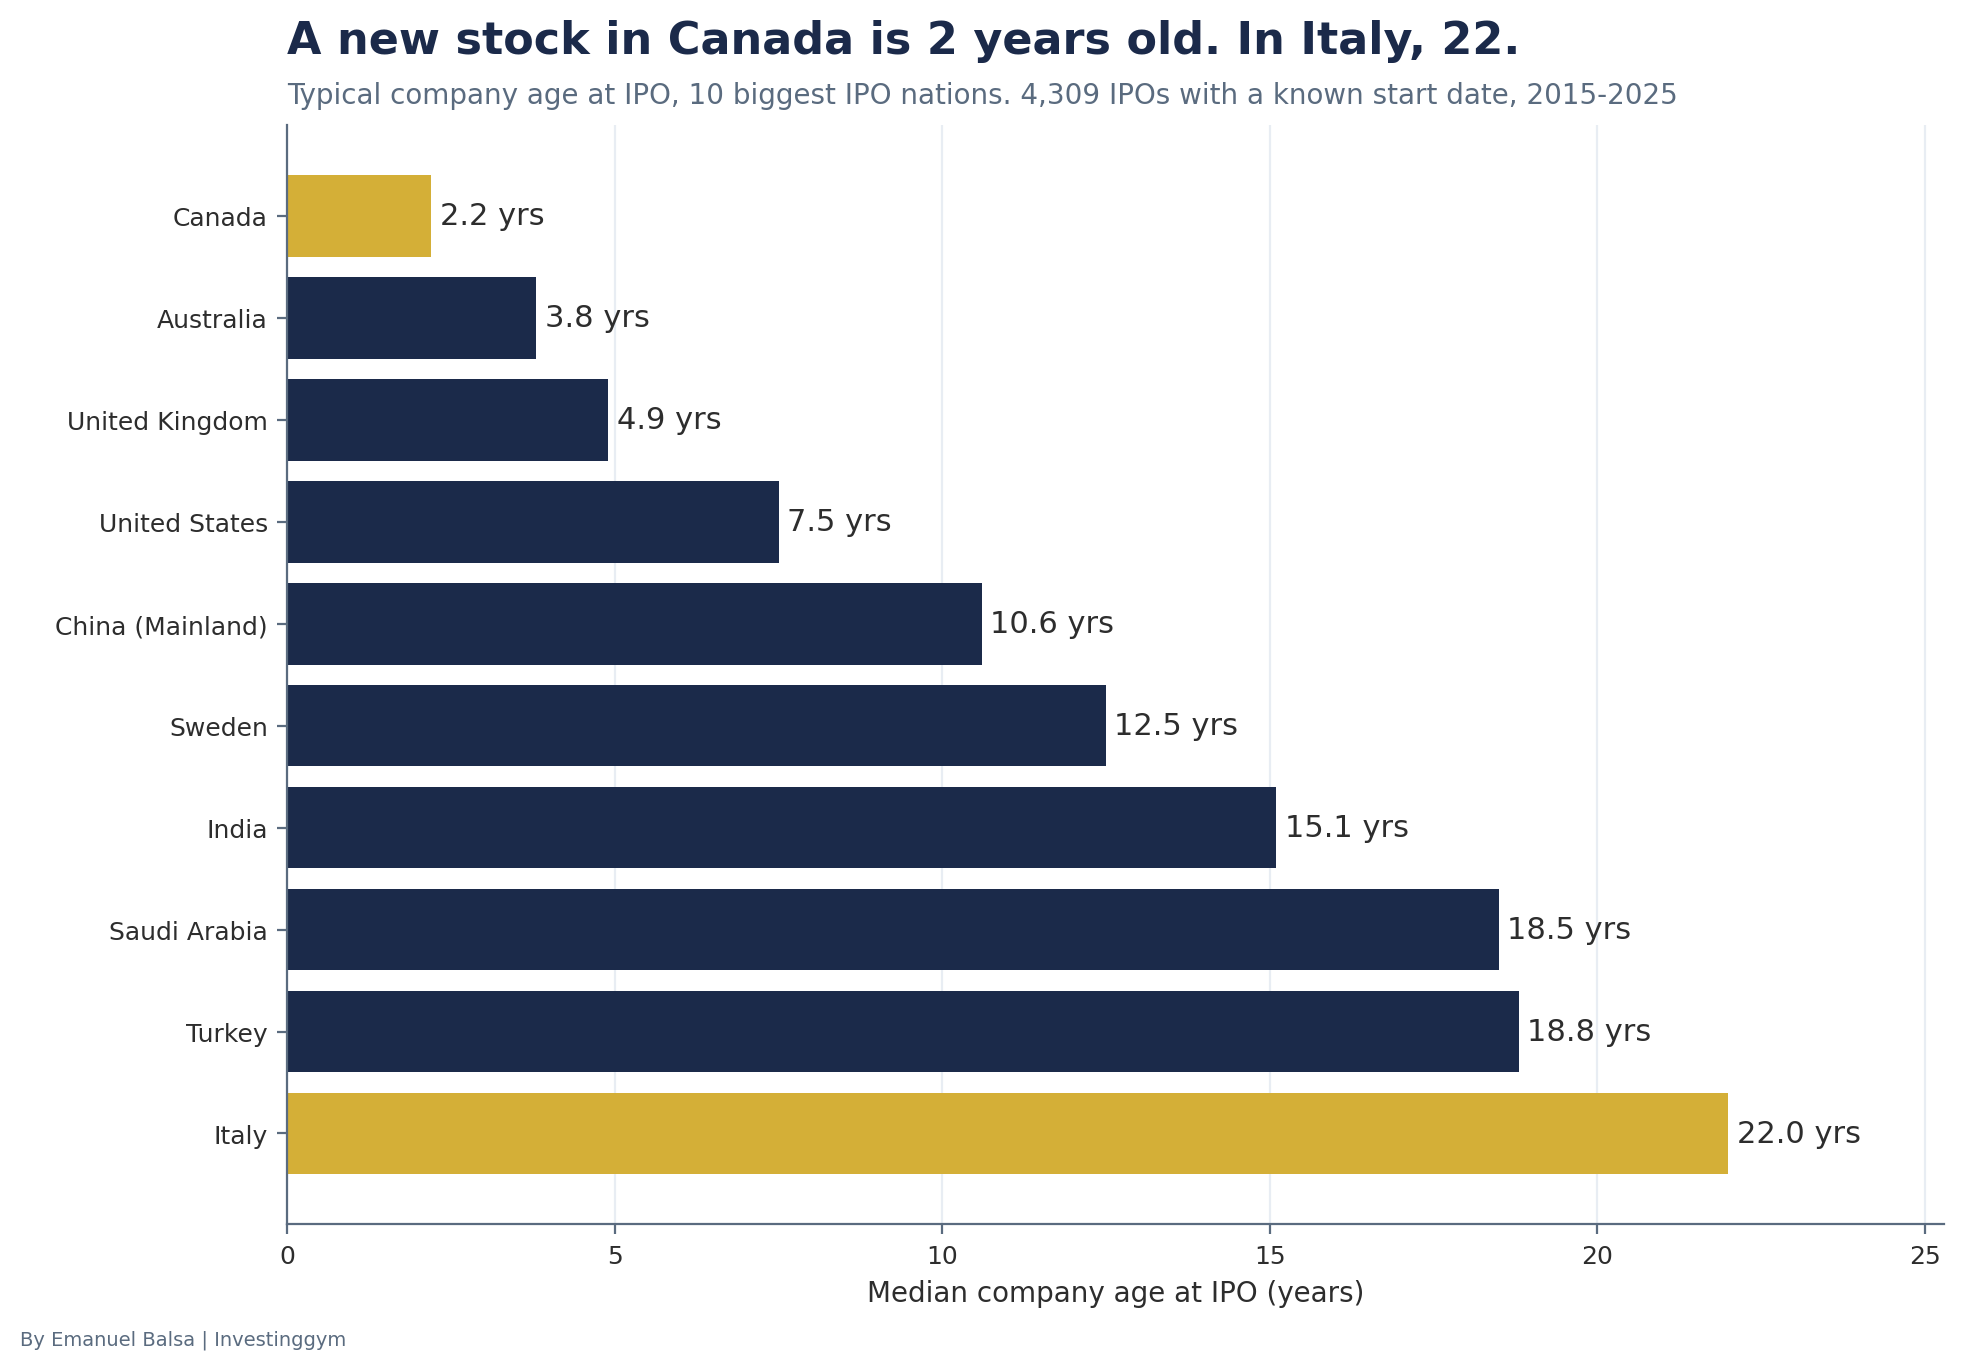 A new stock in Canada is 2 years old. In Italy, 22.
Typical company age at IPO, 10 biggest IPO nations. 4,309 IPOs with a known start date, 2015-2025
Canada 2.2 yrs
Australia 3.8 yrs
United Kingdom 4.9 yrs
United States 7.5 yrs
China (Mainland) 10.6 yrs
Sweden 12.5 yrs
India 15.1 yrs
Saudi Arabia 18.5 yrs
Turkey 18.8 yrs
Italy 22.0 yrs
0 5 10 15 20 25
Median company age at IPO (years)
By Emanuel Balsa | Investinggym